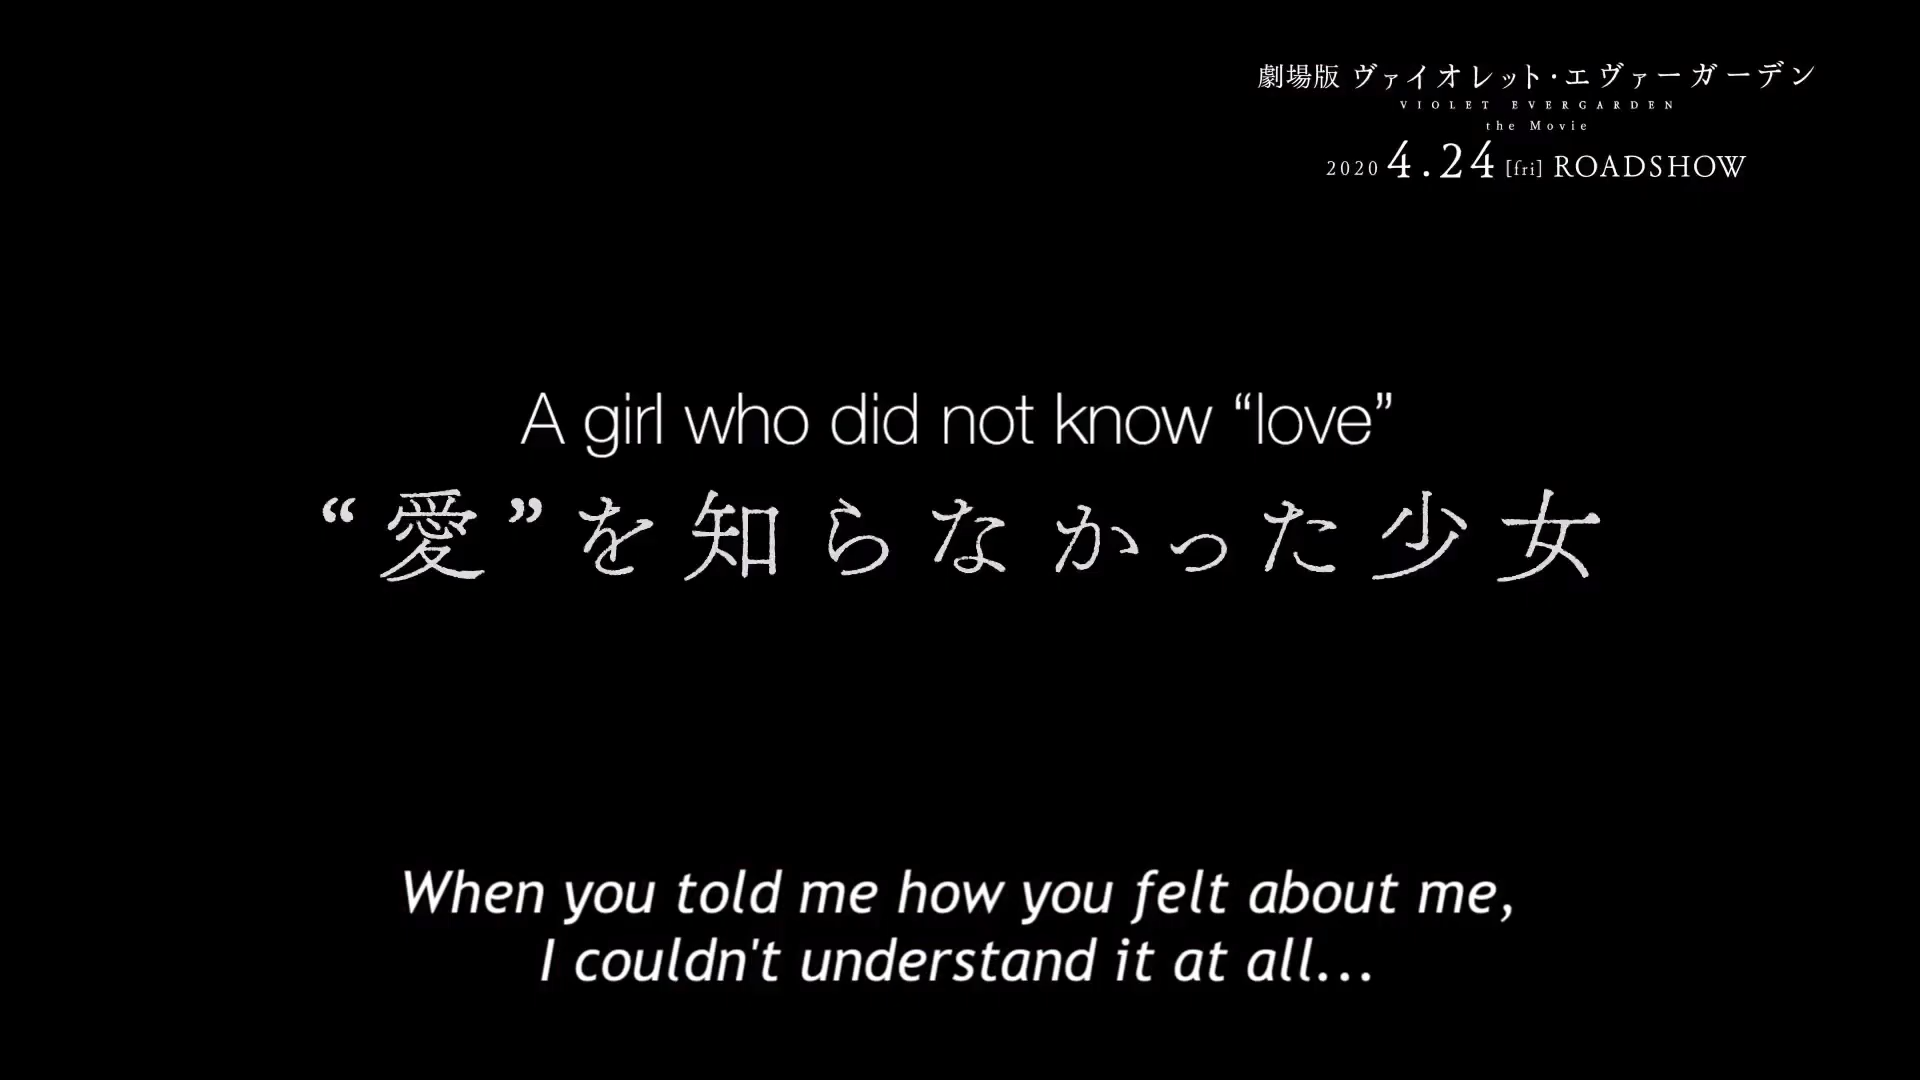 劇場版 ヴァイオレット・エヴァーガーデン
VIOLET EVERGARDEN
the Movie
2020 4.24 [fri] ROADSHOW
A girl who did not know “love”
“愛”を知らなかった少女
When you told me how you felt about me,
I couldn't understand it at all...